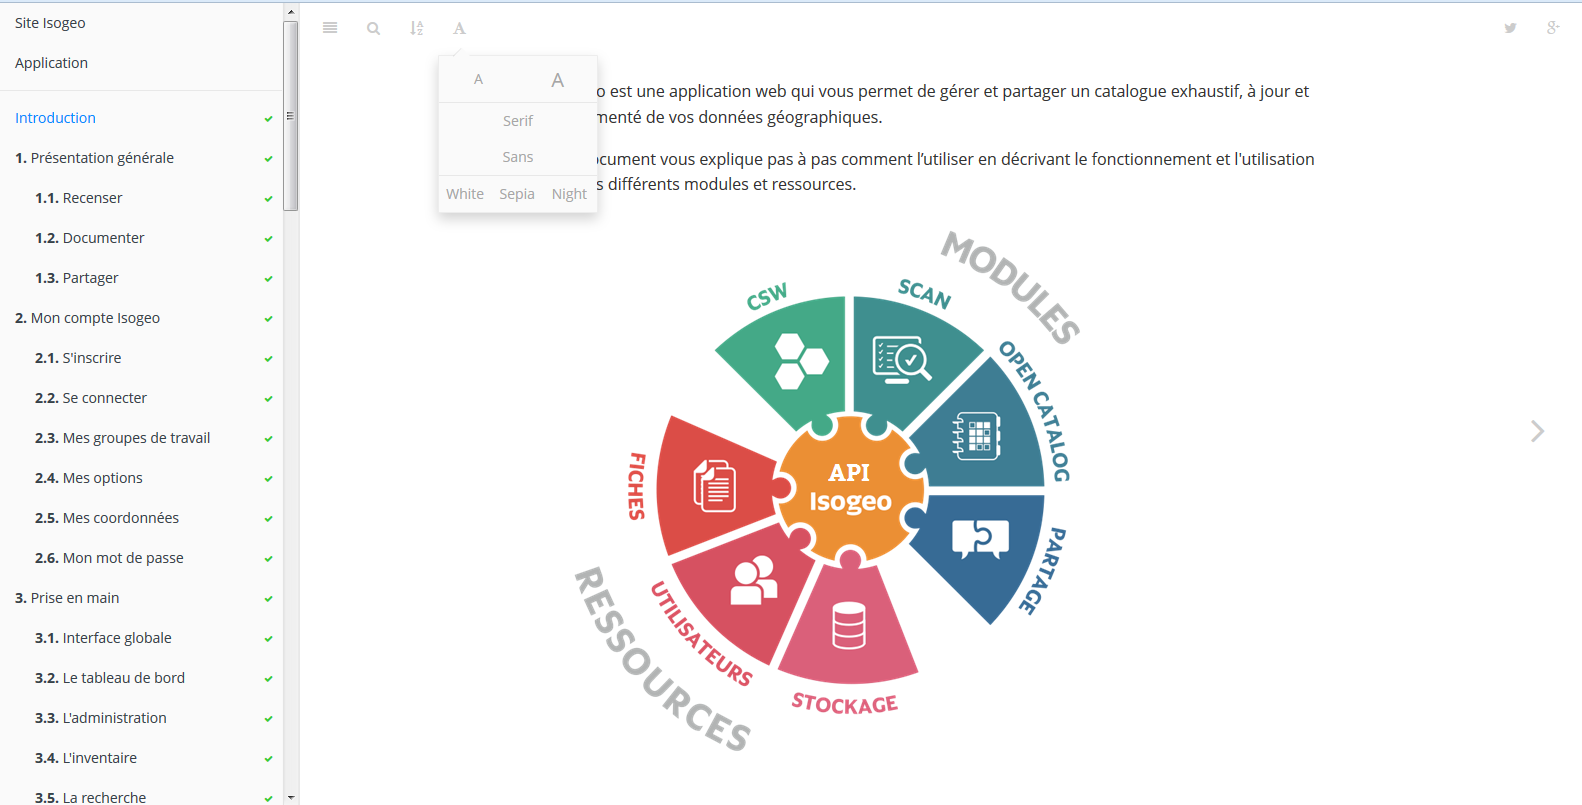 Site Isogeo
Application
Introduction
1. Présentation générale
1.1. Recenser
1.2. Documenter
1.3. Partager
2. Mon compte Isogeo
2.1. S'inscrire
2.2. Se connecter
2.3. Mes groupes de travail
2.4. Mes options
2.5. Mes coordonnées
2.6. Mon mot de passe
3. Prise en main
3.1. Interface globale
3.2. Le tableau de bord
3.3. L'administration
3.4. L'inventaire
3.5. La recherche
A
A A
Serif
Sans
White Sepia Night
o est une application web qui vous permet de gérer et partager un catalogue exhaustif, à jour et
menté de vos données géographiques.
ocument vous explique pas à pas comment l’utiliser en décrivant le fonctionnement et l'utilisation
s différents modules et ressources.
MODULES
CSW
SCAN
OPEN CATALOG
PARTAGE
API
Isogeo
FICHES
UTILISATEURS
STOCKAGE
RESSOURCES